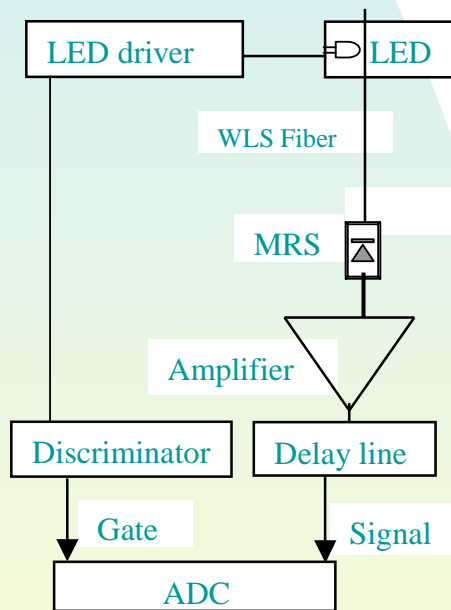 LED driver
LED
WLS Fiber
MRS
Amplifier
Discriminator
Delay line
Gate
Signal
ADC